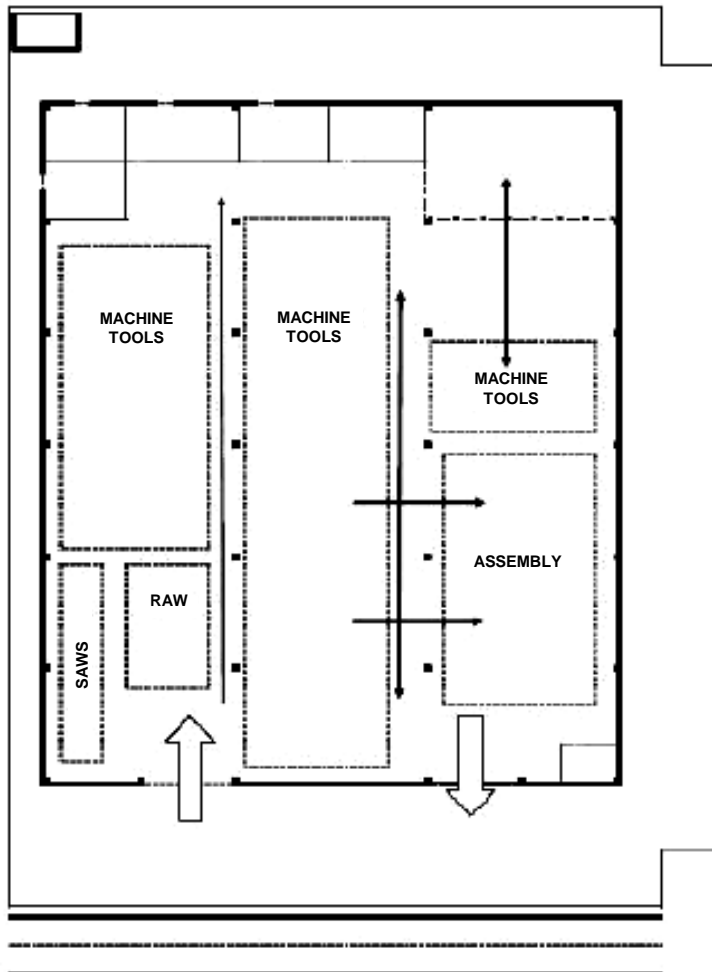 MACHINE
TOOLS
MACHINE
TOOLS
MACHINE
TOOLS
ASSEMBLY
RAW
SAWS